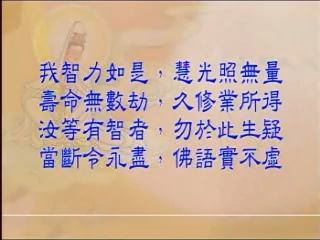 我智力如是，慧光照無量
壽命無數劫，久修業所得
汝等有智者，勿於此生疑
當斷令永盡，佛語實不虛